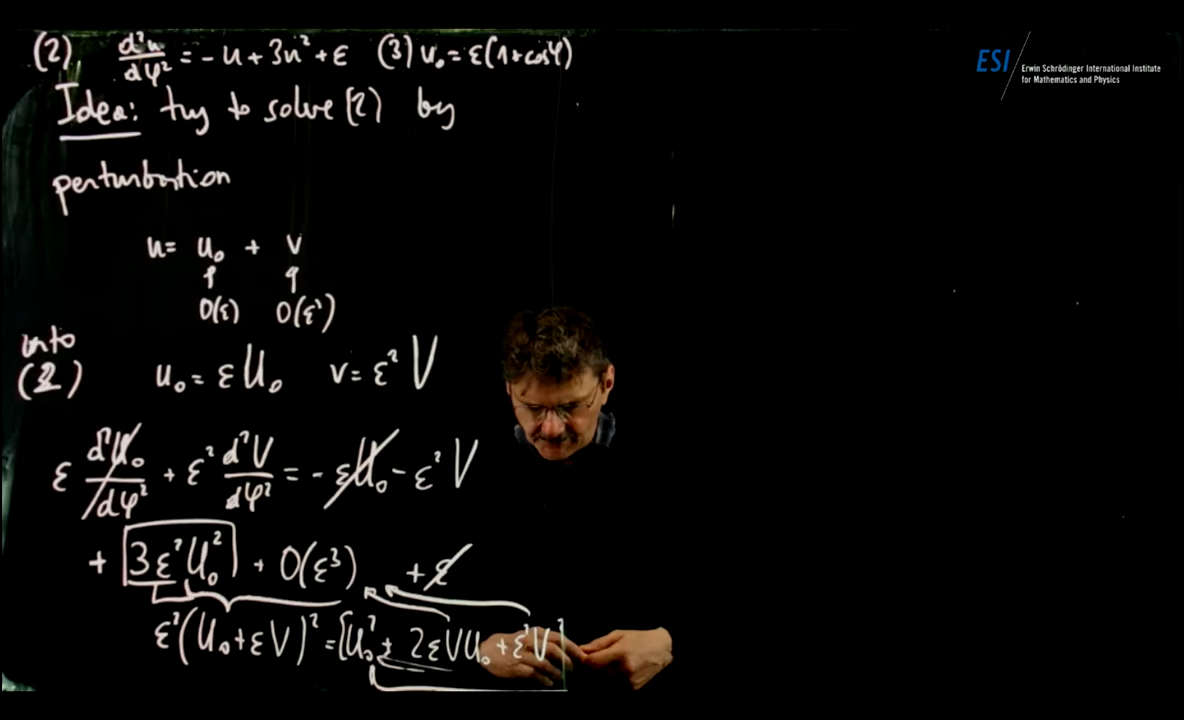 (2) d²u/dφ² = -u + 3u² + ε (3) u₀ = ε(1+cosφ)
ESI Erwin Schrödinger International Institute
for Mathematics and Physics
Idea: try to solve (2) by
perturbation
u = u₀ + v
O(ε) O(ε²)
into
(2) u₀ = εU₀ v = ε²V
ε d²U₀/dφ² + ε² d²V/dφ² = - εU₀ - ε²V
+ 3ε²U₀² + O(ε³) + ε
ε²(U₀+εV)² = [U₀² + 2εVU₀ + ε²V²]